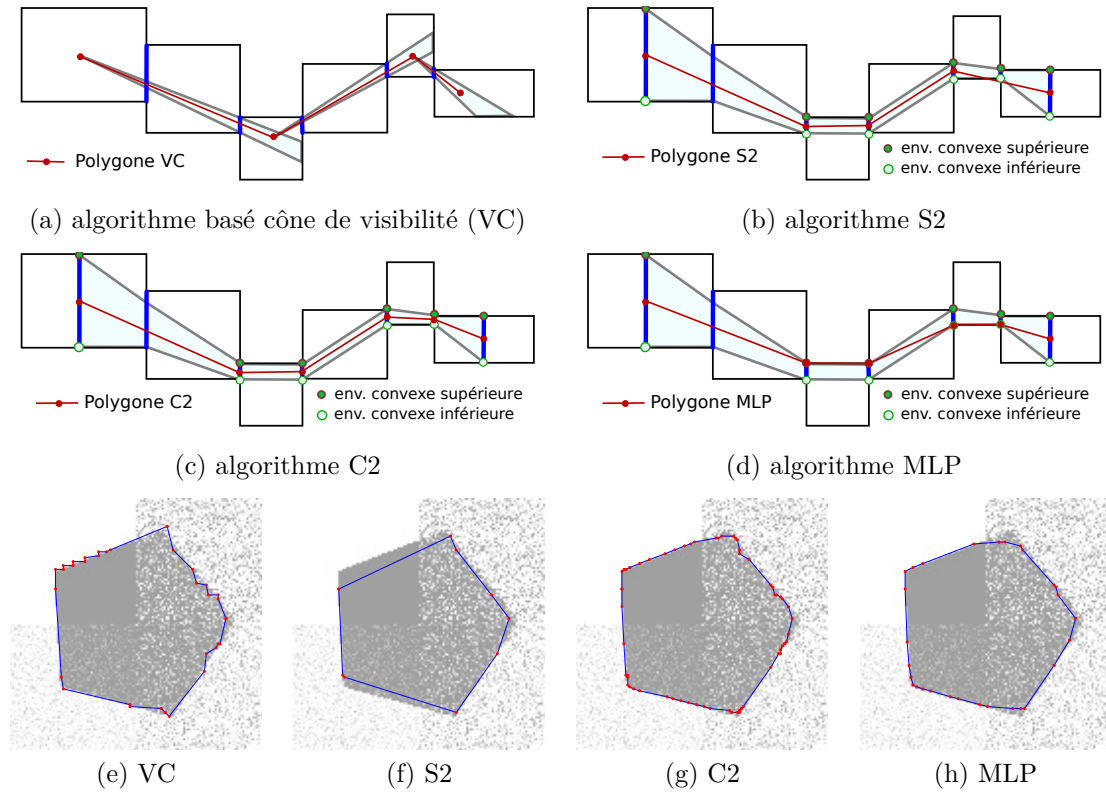 Polygone VC
Polygone S2
env. convexe supérieure
env. convexe inférieure
(a) algorithme basé cône de visibilité (VC)
(b) algorithme S2
Polygone C2
env. convexe supérieure
env. convexe inférieure
Polygone MLP
env. convexe supérieure
env. convexe inférieure
(c) algorithme C2
(d) algorithme MLP
(e) VC
(f) S2
(g) C2
(h) MLP